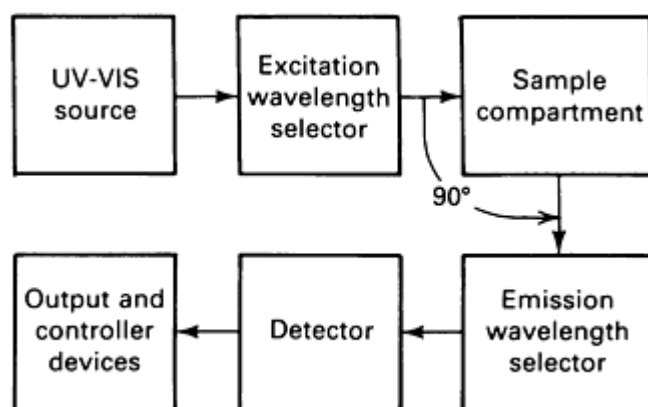 UV-VIS
source
Excitation
wavelength
selector
Sample
compartment
90°
Output and
controller
devices
Detector
Emission
wavelength
selector